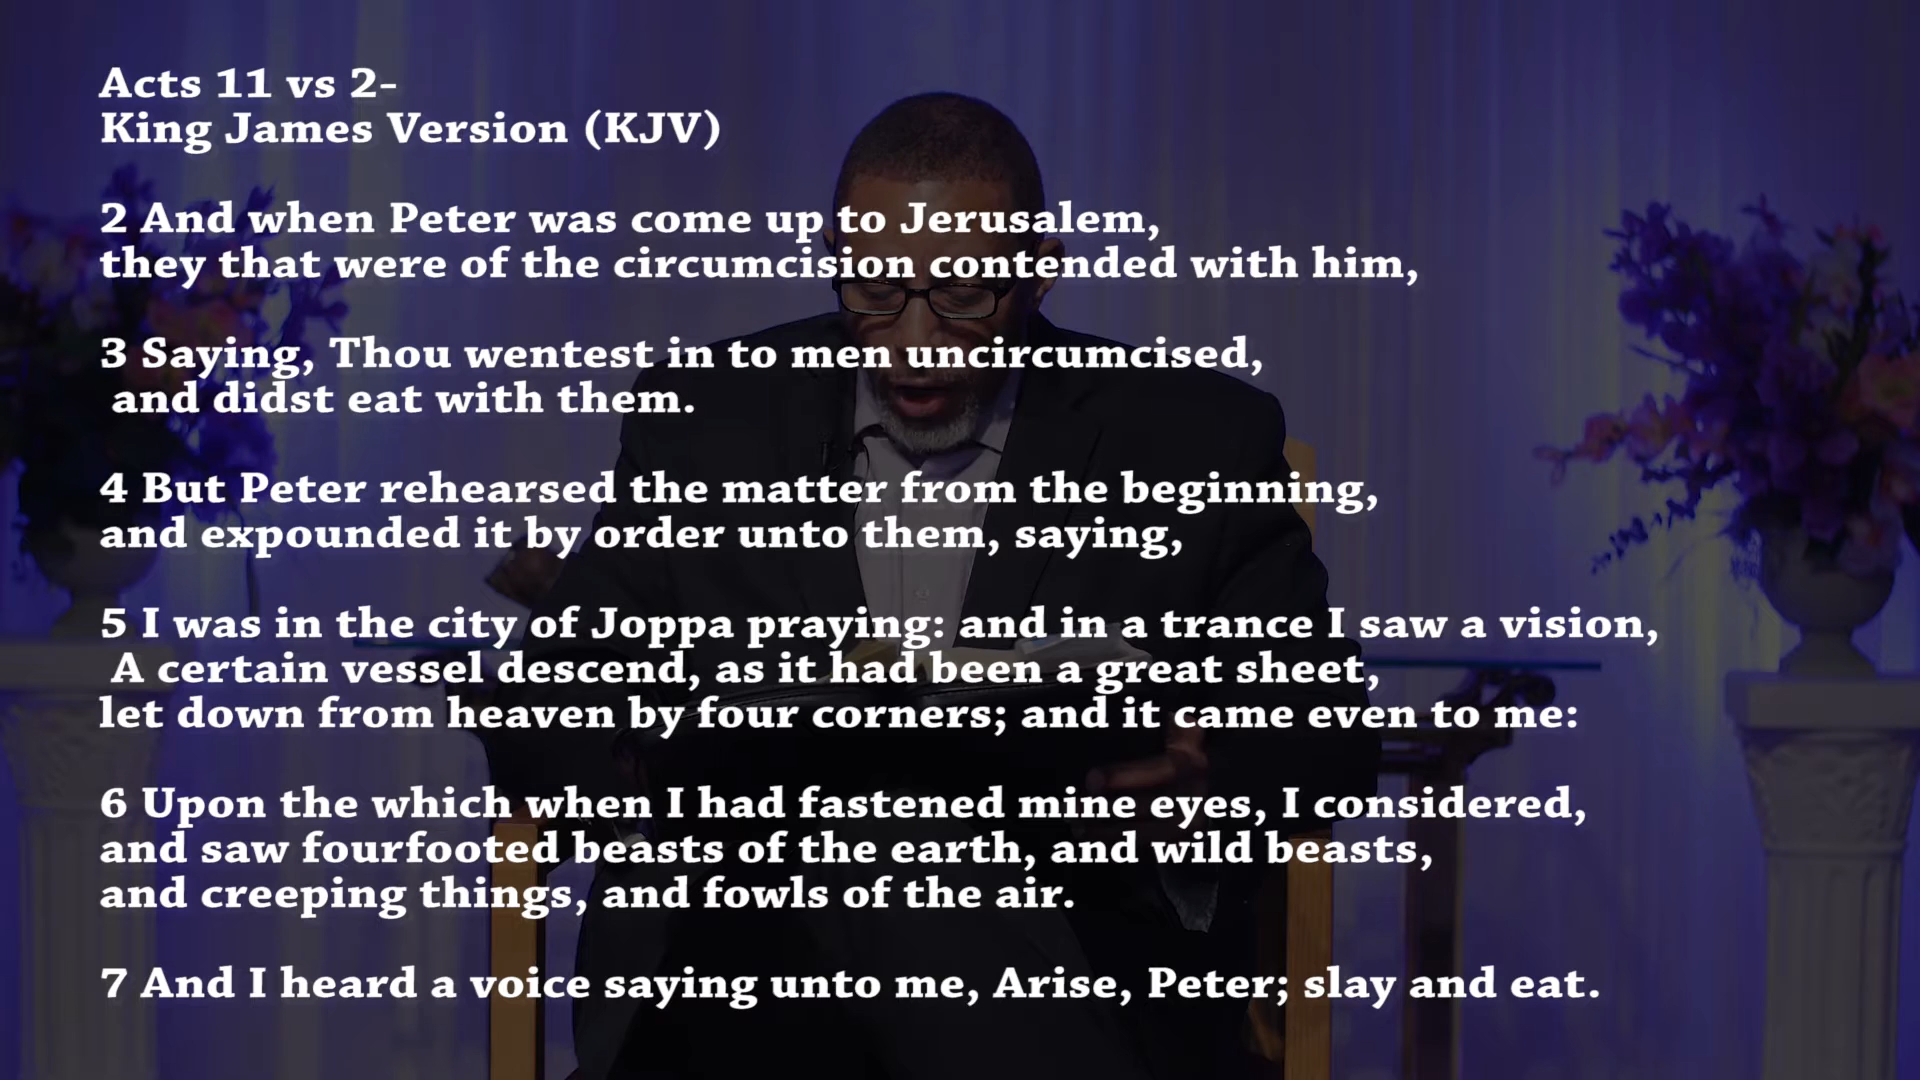 Acts 11 vs 2-
King James Version (KJV)
2 And when Peter was come up to Jerusalem,
they that were of the circumcision contended with him,
3 Saying, Thou wentest in to men uncircumcised,
and didst eat with them.
4 But Peter rehearsed the matter from the beginning,
and expounded it by order unto them, saying,
5 I was in the city of Joppa praying: and in a trance I saw a vision,
A certain vessel descend, as it had been a great sheet,
let down from heaven by four corners; and it came even to me:
6 Upon the which when I had fastened mine eyes, I considered,
and saw fourfooted beasts of the earth, and wild beasts,
and creeping things, and fowls of the air.
7 And I heard a voice saying unto me, Arise, Peter; slay and eat.